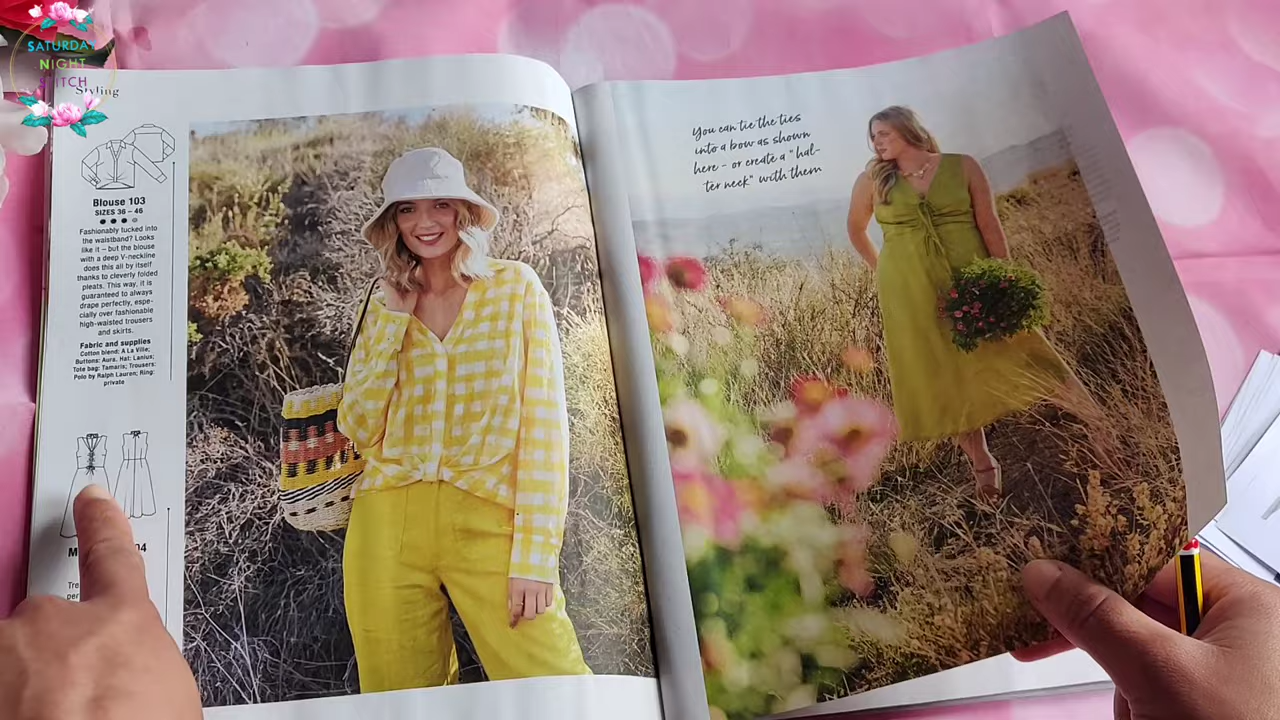 SATURDAY
NIGHT
STITCH
Styling
Blouse 103
SIZES 36 – 46
Fashionably tucked into
the waistband? Looks
like it – but the blouse
with a deep V-neckline
does this all by itself
thanks to cleverly folded
pleats. This way, it is
guaranteed to always
drape perfectly, espe-
cially over fashionable
high-waisted trousers
and skirts.
Fabric and supplies
Cotton blend: A La Ville;
Buttons: Aura. Hat: Lanius;
Tote bag: Tamaris; Trousers:
Polo by Ralph Lauren; Ring:
private
You can tie the ties
into a bow as shown
here – or create a "hal-
ter neck" with them